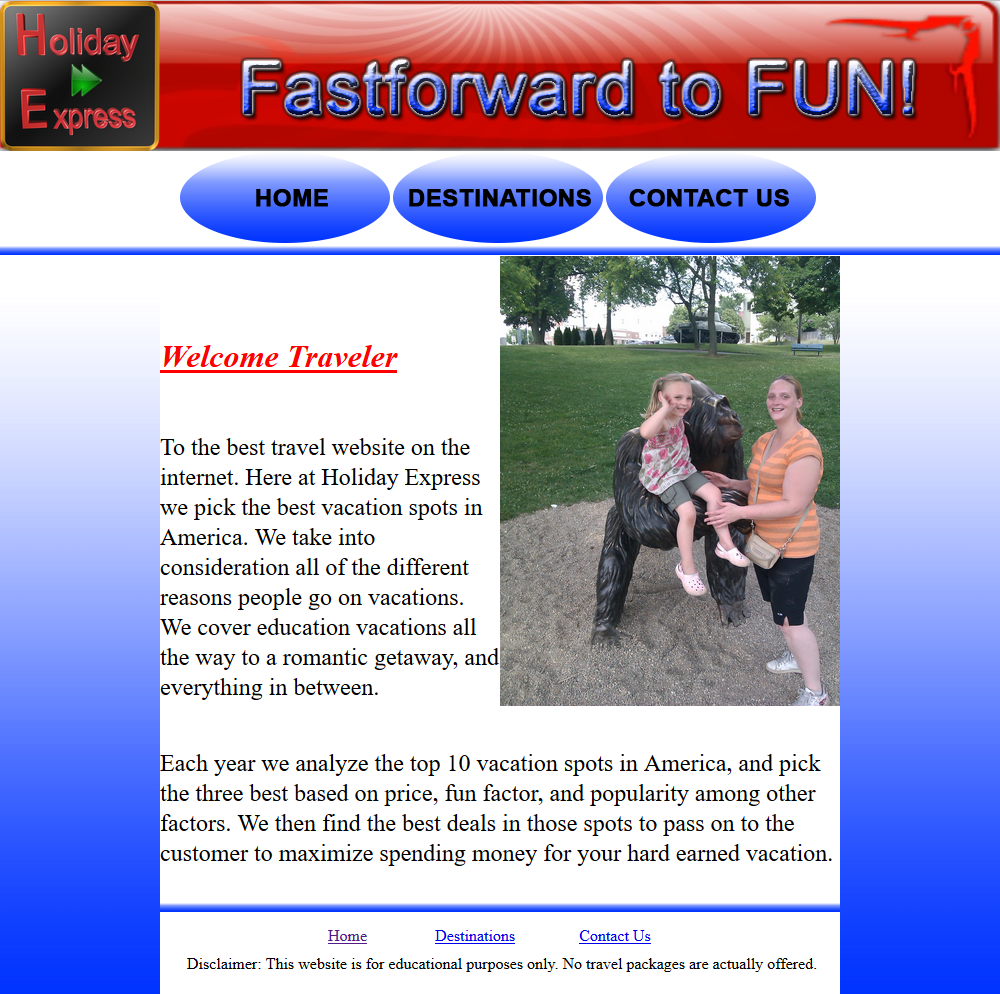 Holiday
Express
Fastforward to FUN!
HOME
DESTINATIONS
CONTACT US
Welcome Traveler
To the best travel website on the
internet. Here at Holiday Express
we pick the best vacation spots in
America. We take into
consideration all of the different
reasons people go on vacations.
We cover education vacations all
the way to a romantic getaway, and
everything in between.
Each year we analyze the top 10 vacation spots in America, and pick
the three best based on price, fun factor, and popularity among other
factors. We then find the best deals in those spots to pass on to the
customer to maximize spending money for your hard earned vacation.
Home
Destinations
Contact Us
Disclaimer: This website is for educational purposes only. No travel packages are actually offered.